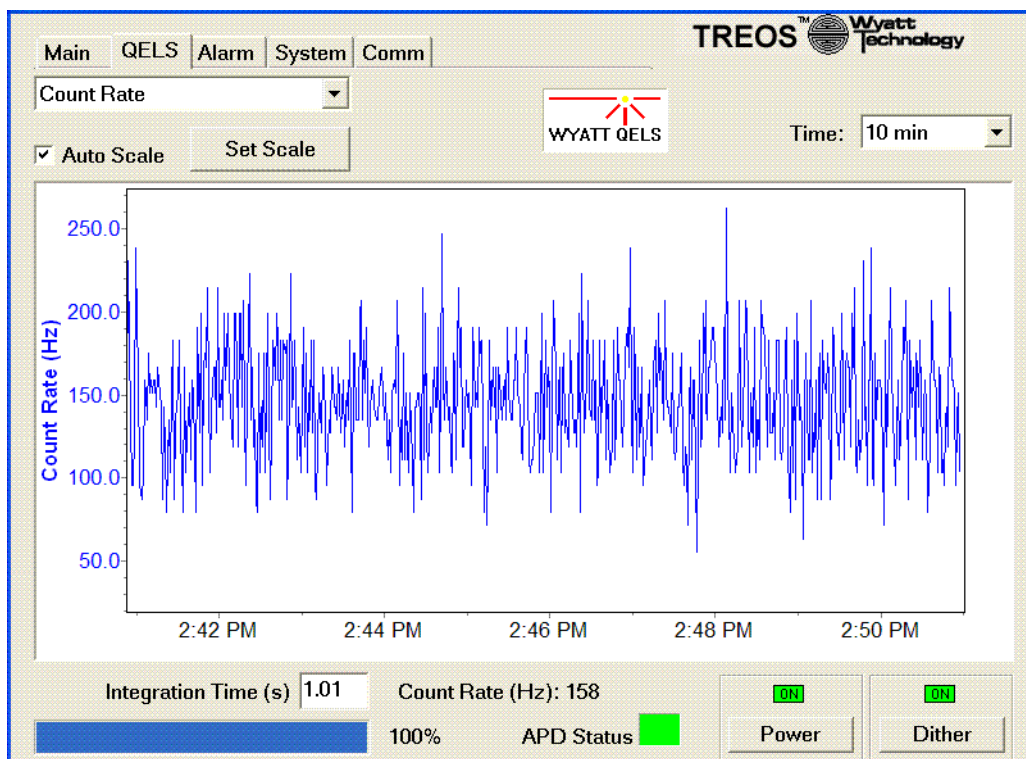 TREOS™ Wyatt Technology
Main QELS Alarm System Comm
Count Rate
WYATT QELS
Time: 10 min
Auto Scale Set Scale
250.0
200.0
150.0
100.0
50.0
Count Rate (Hz)
2:42 PM 2:44 PM 2:46 PM 2:48 PM 2:50 PM
Integration Time (s) 1.01 Count Rate (Hz): 158 ON ON
100% APD Status Power Dither